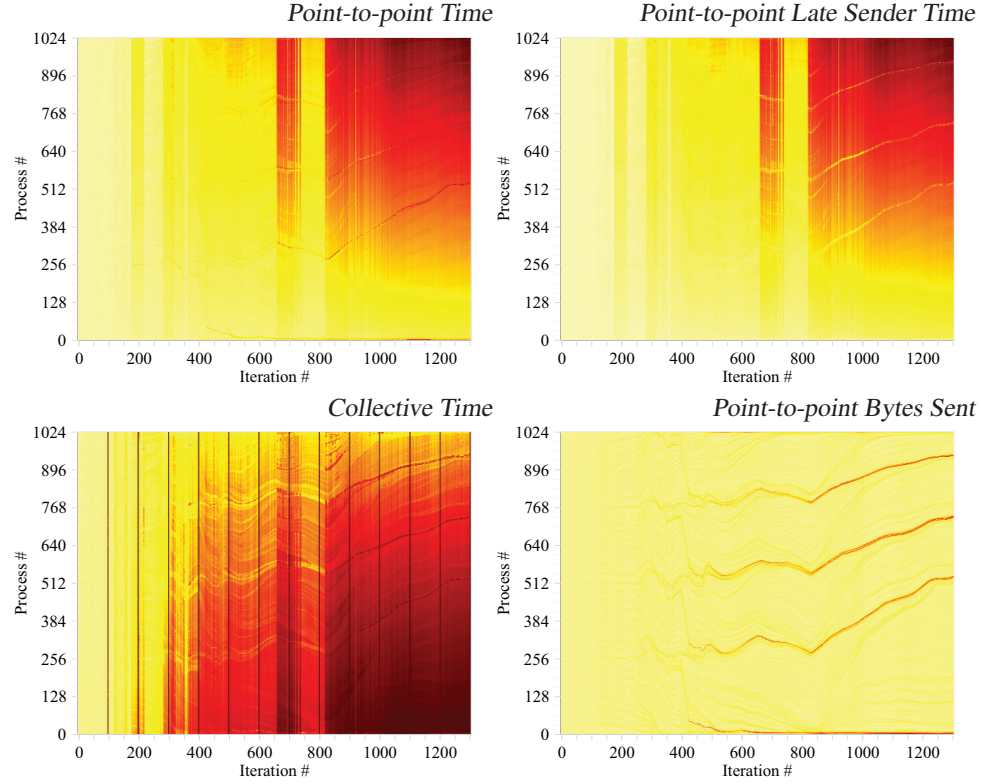 Point-to-point Time
1024
896
768
640
512
384
256
128
0
Process #
0 200 400 600 800 1000 1200
Iteration #
Point-to-point Late Sender Time
1024
896
768
640
512
384
256
128
0
Process #
0 200 400 600 800 1000 1200
Iteration #
Collective Time
1024
896
768
640
512
384
256
128
0
Process #
0 200 400 600 800 1000 1200
Iteration #
Point-to-point Bytes Sent
1024
896
768
640
512
384
256
128
0
Process #
0 200 400 600 800 1000 1200
Iteration #